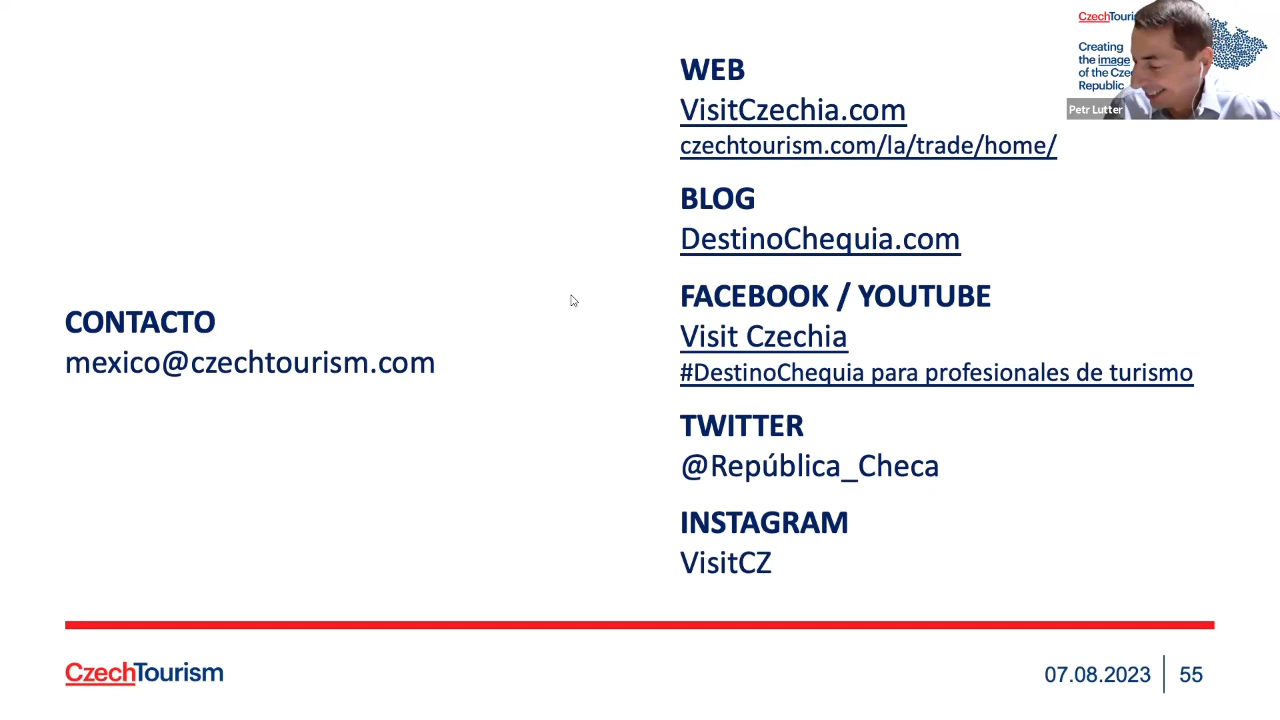 CONTACTO
mexico@czechtourism.com
WEB
VisitCzechia.com
czechtourism.com/la/trade/home/
BLOG
DestinoChequia.com
FACEBOOK / YOUTUBE
Visit Czechia
#DestinoChequia para profesionales de turismo
TWITTER
@República_Checa
INSTAGRAM
VisitCZ
Creating
the image
of the
Republic
Petr Lutter
CzechTourism
07.08.2023
55